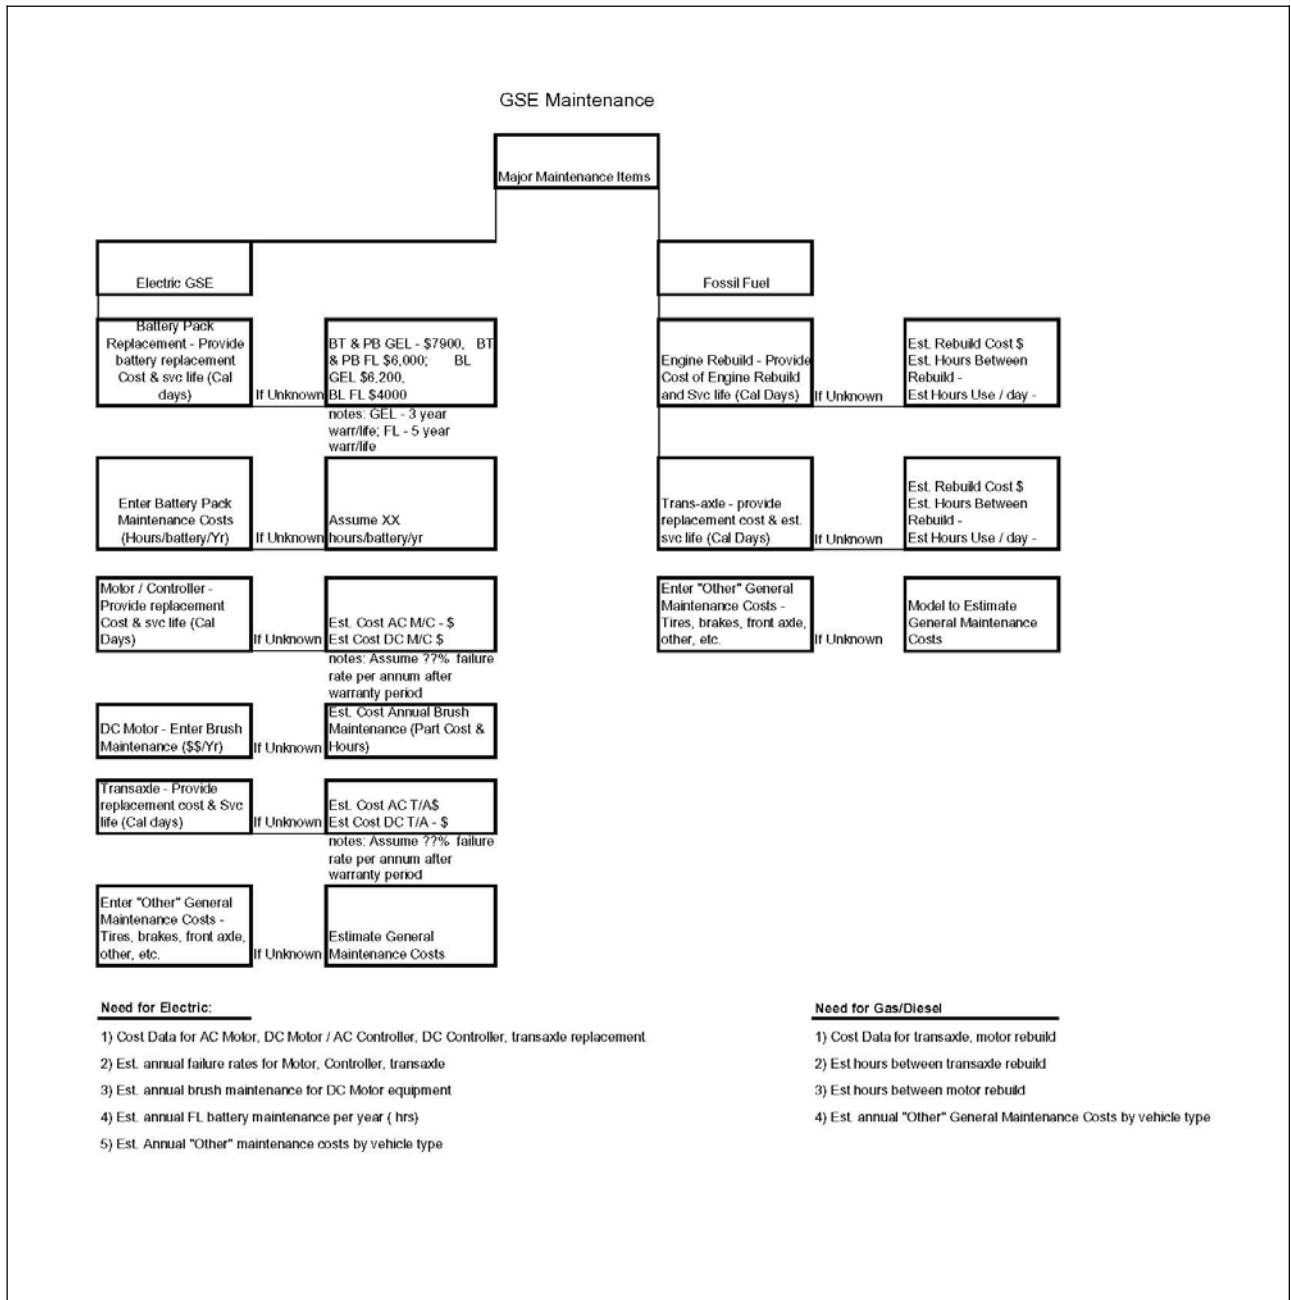 GSE Maintenance
Major Maintenance Items
Electric GSE
Fossil Fuel
Battery Pack
Replacement - Provide
battery replacement
Cost & svc life (Cal
days)
If Unknown
BT & PB GEL - $7900,   BT
& PB FL $6,000;      BL
GEL $6,200,
BL FL $4000
notes: GEL - 3 year
warr/life; FL - 5 year
warr/life
Engine Rebuild - Provide
Cost of Engine Rebuild
and Svc life (Cal Days)
If Unknown
Est. Rebuild Cost $
Est. Hours Between
Rebuild -
Est Hours Use / day -
Enter Battery Pack
Maintenance Costs
(Hours/battery/Yr)
If Unknown
Assume XX
hours/battery/yr
Trans-axle - provide
replacement cost & est.
svc life (Cal Days)
If Unknown
Est. Rebuild Cost $
Est. Hours Between
Rebuild -
Est Hours Use / day -
Motor / Controller -
Provide replacement
Cost & svc life (Cal
Days)
If Unknown
Est. Cost AC M/C - $
Est Cost DC M/C $
notes: Assume ??% failure
rate per annum after
warranty period
Enter "Other" General
Maintenance Costs -
Tires, brakes, front axle,
other, etc.
If Unknown
Model to Estimate
General Maintenance
Costs
DC Motor - Enter Brush
Maintenance ($$/Yr)
If Unknown
Est. Cost Annual Brush
Maintenance (Part Cost &
Hours)
Transaxle - Provide
replacement cost & Svc
life (Cal days)
If Unknown
Est. Cost AC T/A$
Est Cost DC T/A - $
notes: Assume ??% failure
rate per annum after
warranty period
Enter "Other" General
Maintenance Costs -
Tires, brakes, front axle,
other, etc.
If Unknown
Estimate General
Maintenance Costs
Need for Electric:
1) Cost Data for AC Motor, DC Motor / AC Controller, DC Controller, transaxle replacement
2) Est. annual failure rates for Motor, Controller, transaxle
3) Est. annual brush maintenance for DC Motor equipment
4) Est. annual FL battery maintenance per year ( hrs)
5) Est. Annual "Other" maintenance costs by vehicle type
Need for Gas/Diesel
1) Cost Data for transaxle, motor rebuild
2) Est hours between transaxle rebuild
3) Est hours between motor rebuild
4) Est. annual "Other" General Maintenance Costs by vehicle type